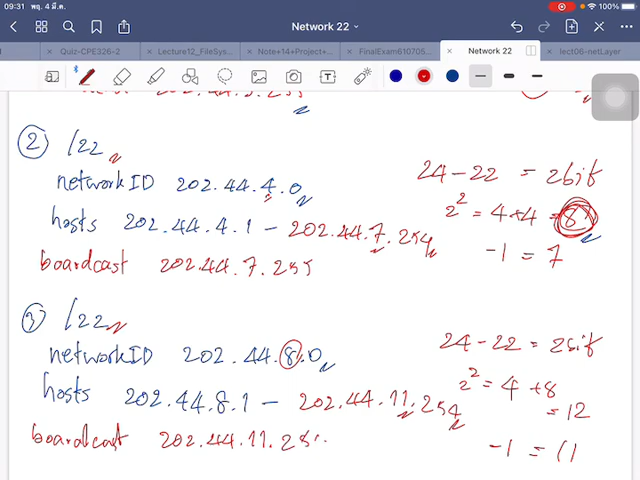 09:31 พฤ. 4 มี.ค. 100%
Network 22
Quiz-CPE326-2 Lecture12_FileSys... Note+14+Project... FinalExam610705... Network 22 lect06-netLayer
2 /22
networkID 202.44.4.0
hosts 202.44.4.1 - 202.44.7.254
boardcast 202.44.7.255
24-22 = 2bit
2² = 4+4 = 8
-1 = 7
3 /22
networkID 202.44.8.0
hosts 202.44.8.1 - 202.44.11.254
boardcast 202.44.11.25
24-22 = 2bit
2² = 4 +8
= 12
-1 = 11